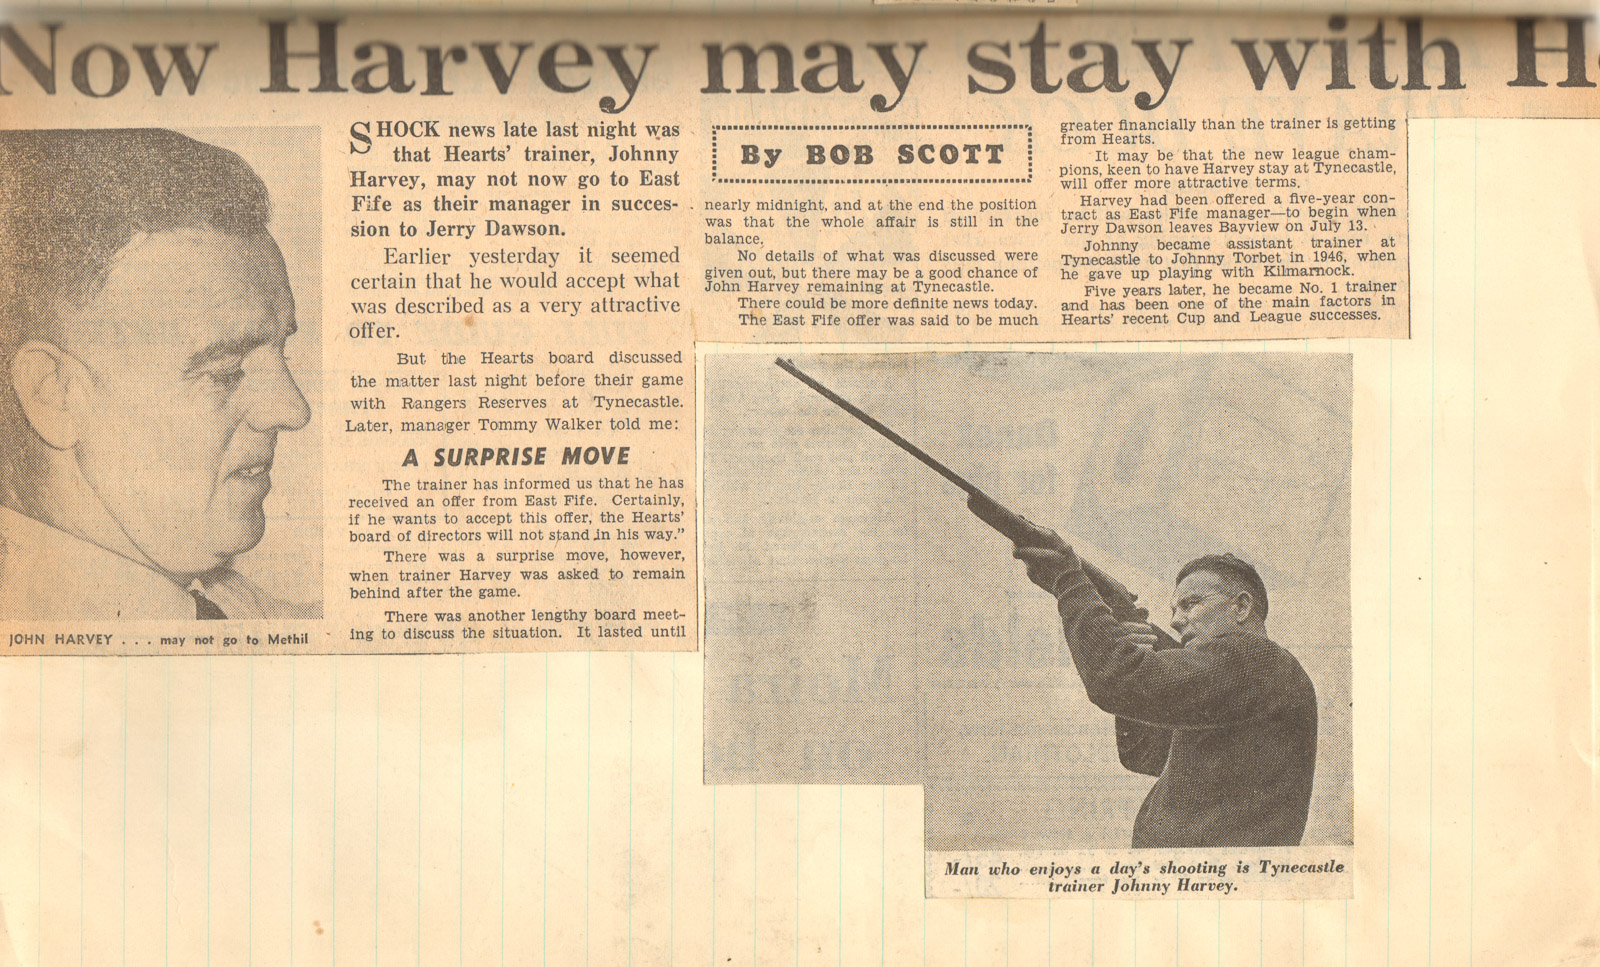 Now Harvey may stay with He
SHOCK news late last night was
that Hearts' trainer, Johnny
Harvey, may not now go to East
Fife as their manager in succes-
sion to Jerry Dawson.
Earlier yesterday it seemed
certain that he would accept what
was described as a very attractive
offer.
But the Hearts board discussed
the matter last night before their game
with Rangers Reserves at Tynecastle.
Later, manager Tommy Walker told me:
A SURPRISE MOVE
The trainer has informed us that he has
received an offer from East Fife. Certainly,
if he wants to accept this offer, the Hearts'
board of directors will not stand in his way."
There was a surprise move, however,
when trainer Harvey was asked to remain
behind after the game.
There was another lengthy board meet-
ing to discuss the situation. It lasted until
JOHN HARVEY . . . may not go to Methil
By BOB SCOTT
nearly midnight, and at the end the position
was that the whole affair is still in the
balance.
No details of what was discussed were
given out, but there may be a good chance of
John Harvey remaining at Tynecastle.
There could be more definite news today.
The East Fife offer was said to be much
greater financially than the trainer is getting
from Hearts.
It may be that the new league cham-
pions, keen to have Harvey stay at Tynecastle,
will offer more attractive terms.
Harvey had been offered a five-year con-
tract as East Fife manager—to begin when
Jerry Dawson leaves Bayview on July 13.
Johnny became assistant trainer at
Tynecastle to Johnny Torbet in 1946, when
he gave up playing with Kilmarnock.
Five years later, he became No. 1 trainer
and has been one of the main factors in
Hearts' recent Cup and League successes.
Man who enjoys a day's shooting is Tynecastle
trainer Johnny Harvey.